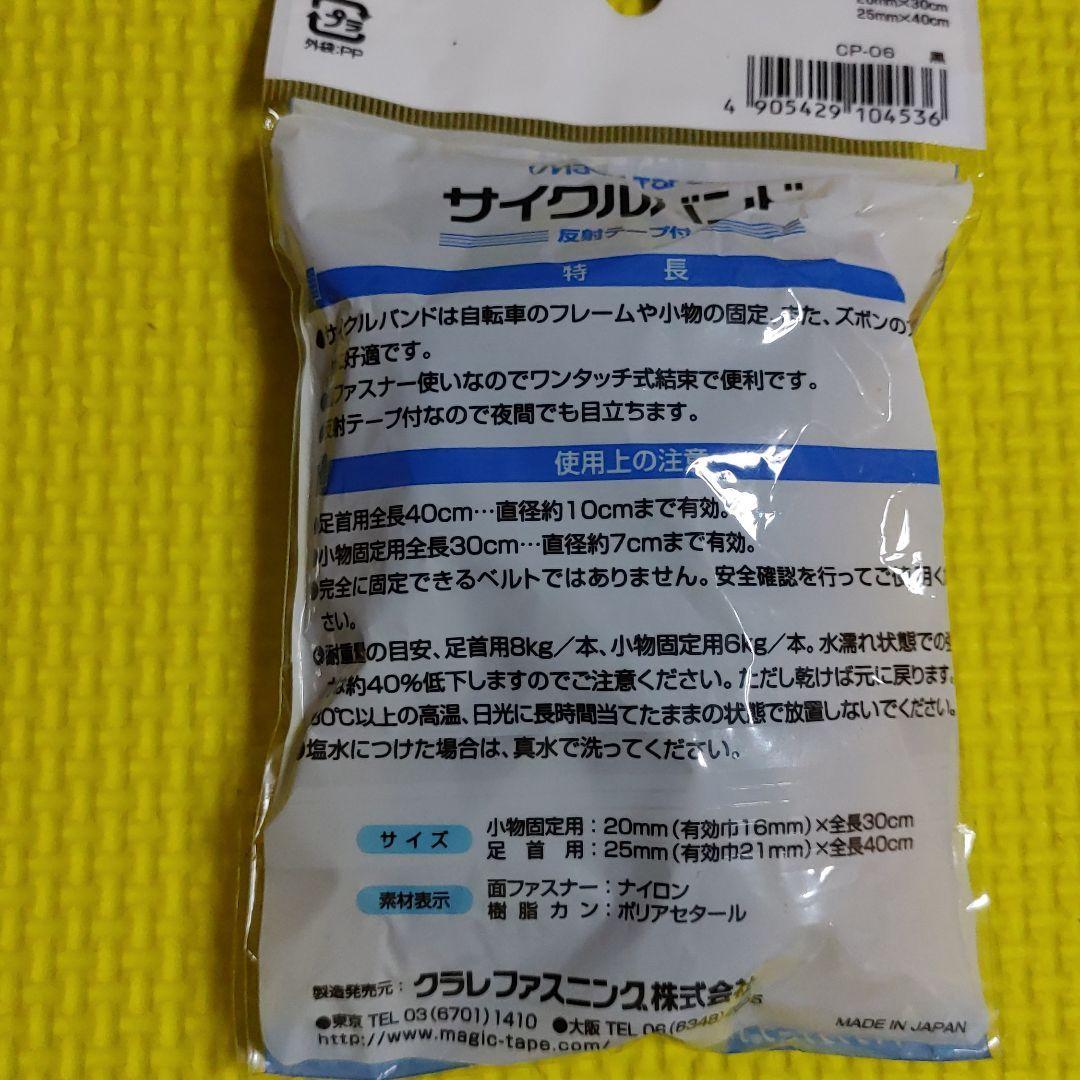 プラ
外袋:PP
20mm×30cm
25mm×40cm
CP-06 黒
4 905429 104536
サイクルバンド
反射テープ付
特 長
●サイクルバンドは自転車のフレームや小物の固定、また、ズボンの
好適です。
ファスナー使いなのでワンタッチ式結束で便利です。
反射テープ付なので夜間でも目立ちます。
使用上の注意
●足首用全長40cm…直径約10cmまで有効。
●小物固定用全長30cm…直径約7cmまで有効。
●完全に固定できるベルトではありません。安全確認を行ってご使用くだ
さい。
●耐重量の目安、足首用8kg/本、小物固定用6kg/本。水濡れ状態での
は約40%低下しますのでご注意ください。ただし乾けば元に戻ります。
℃以上の高温、日光に長時間当てたままの状態で放置しないでください。
●塩水につけた場合は、真水で洗ってください。
サイズ 小物固定用:20mm(有効巾16mm)×全長30cm
足 首 用:25mm(有効巾21mm)×全長40cm
素材表示 面ファスナー:ナイロン
樹 脂 カ ン:ポリアセタール
製造発売元:クラレファスニング株式会社
●東京 TEL 03(6701)1410 ●大阪 TEL 06(6348)
http://www.magic-tape.com/
MADE IN JAPAN